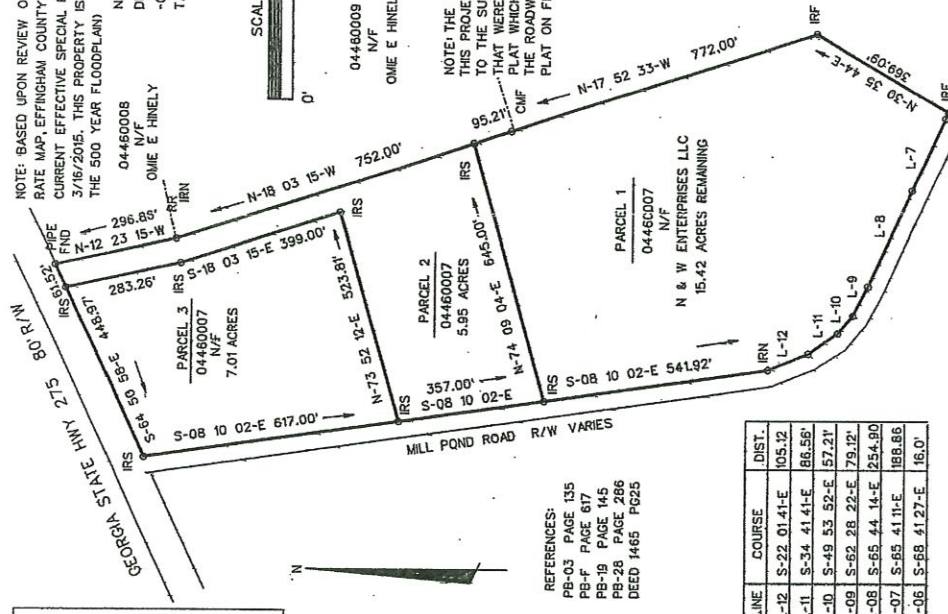 NOTE: BASED UPON REVIEW O
RATE MAP, EFFINGHAM COUNTY
CURRENT EFFECTIVE SPECIAL
3/16/2015. THIS PROPERTY IS
THE 500 YEAR FLOODPLAIN)
SCAL
0'
04460008
N/F
OMIE E HINELY
04460009
N/F
OMIE E HINELY
NOTE: THE
THIS PROJE
TO THE SU
THAT WERE
PLAT WHICH
THE ROADW
PLAT ON F
GEORGIA STATE HWY 275 80' R/W
PIPE
FND
61.52'
IRS
296.85'
N-12 23 15-W
RR
IRN
283.26'
448.97'
S-64 50 58-E
IRS
N-18 03 15-W 752.00'
S-18 03 15-E 399.00'
IRS
PARCEL 3
04460007
N/F
7.01 ACRES
S-08 10 02-E 617.00'
N-73 52 12-E 523.81'
IRS
95.21'
IRS
CMF
N-17 52 33-W 772.00'
IRF
N-30 35 44-E
369.09'
IRF
PARCEL 2
04460007
5.95 ACRES
357.00'
S-08 10 02-E
N-74 09 04-E 645.00'
IRS
PARCEL 1
0446C007
N/F
N & W ENTERPRISES LLC
15.42 ACRES REMAINING
S-08 10 02-E 541.92'
IRN
L-12
L-11
L-10
L-9
L-8
L-7
MILL POND ROAD R/W VARIES
N
REFERENCES:
PB-03 PAGE 135
PB-F PAGE 617
PB-19 PAGE 145
PB-28 PAGE 286
DEED 1465 PG25
LINE COURSE DIST.
-12 S-22 01 41-E 105.12
-11 S-34 41 41-E 86.56'
-10 S-49 53 52-E 57.21'
-09 S-62 28 22-E 79.12'
-08 S-65 44 14-E 254.90
-07 S-65 41 11-E 188.86
-06 S-68 41 27-E 16.0'